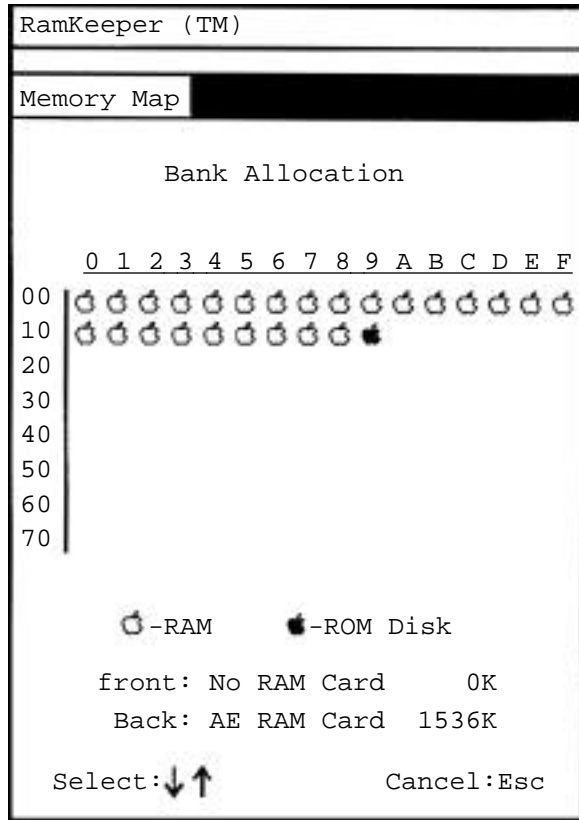 RamKeeper (TM)
Memory Map
Bank Allocation
0 1 2 3 4 5 6 7 8 9 A B C D E F
00
10
20
30
40
50
60
70
-RAM -ROM Disk
front: No RAM Card 0K
Back: AE RAM Card 1536K
Select:↓↑ Cancel:Esc